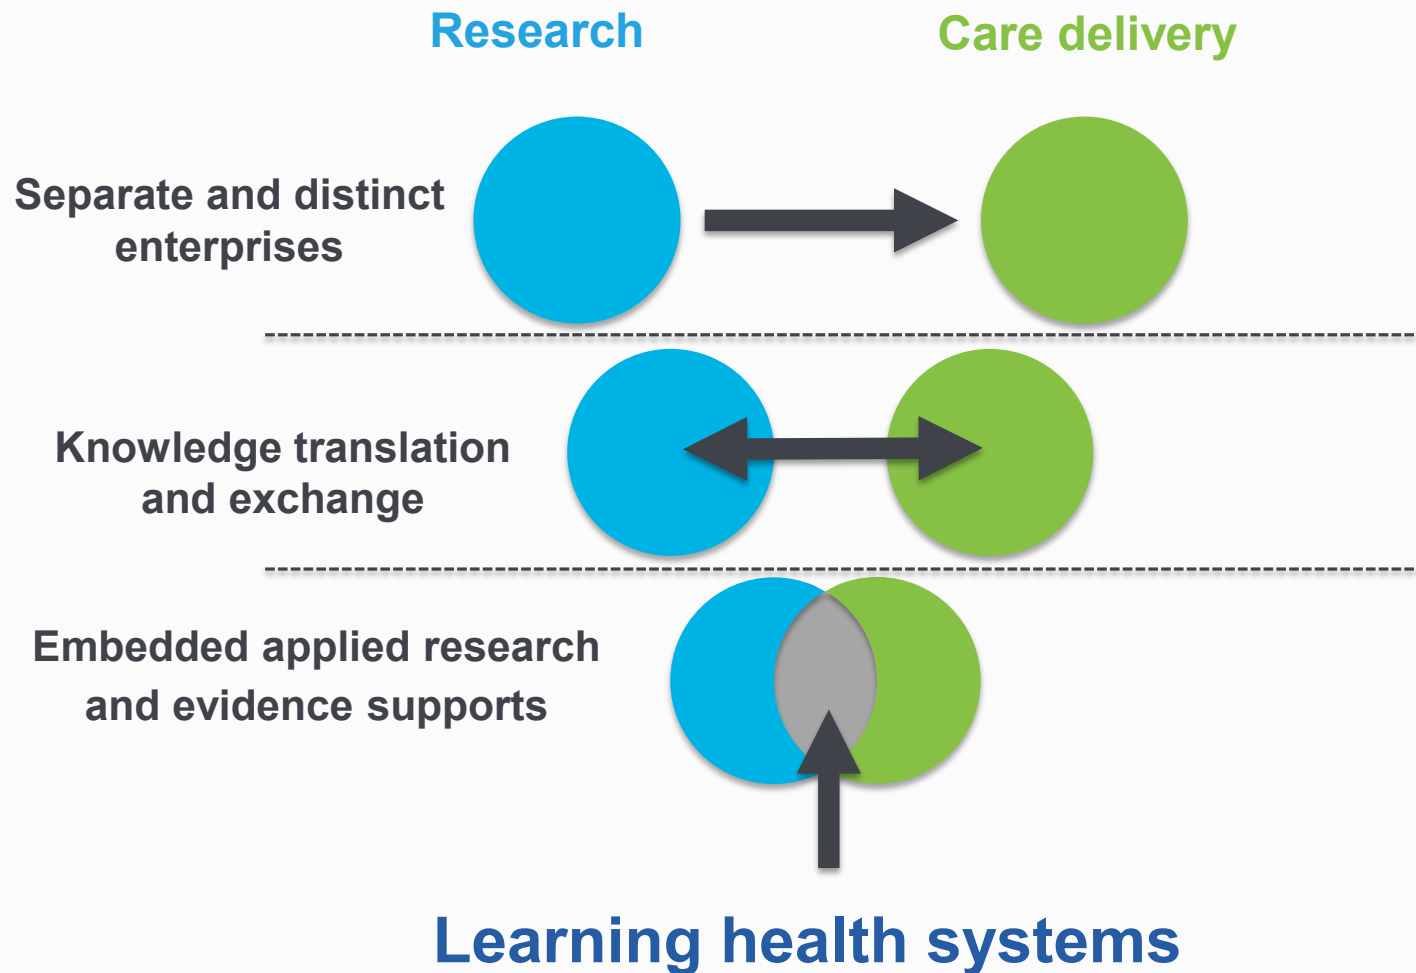 Research
Care delivery
Separate and distinct
enterprises
Knowledge translation
and exchange
Embedded applied research
and evidence supports
Learning health systems